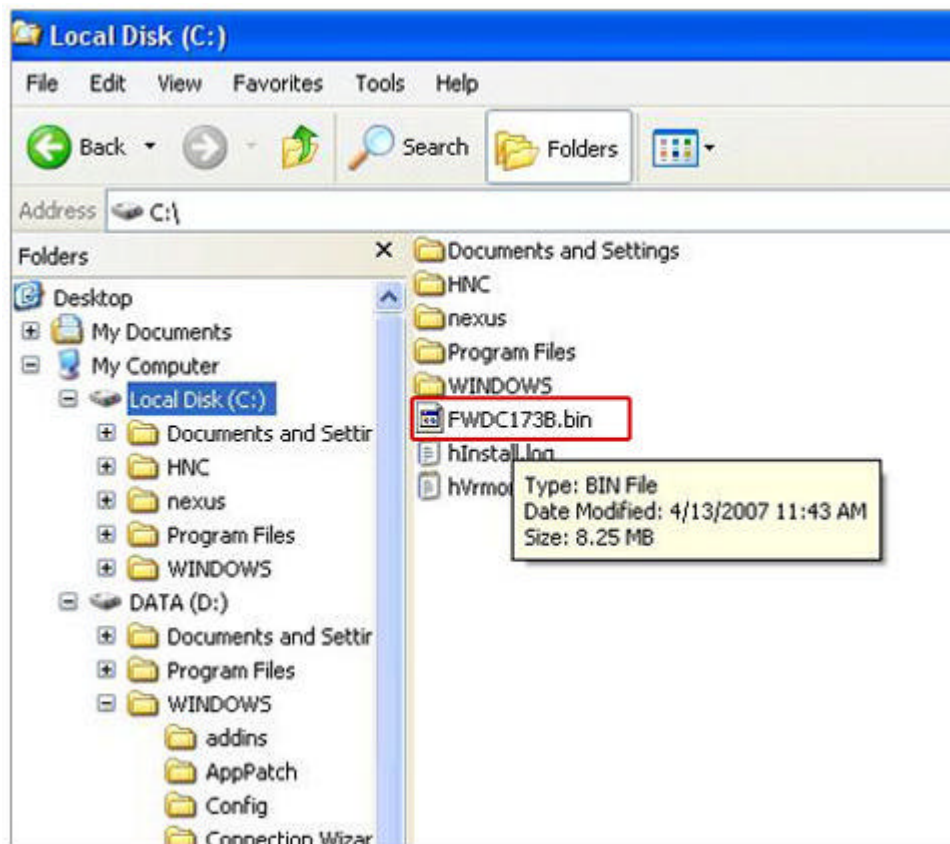 Local Disk (C:)
File Edit View Favorites Tools Help
Back Search Folders
Address C:\
Folders
Desktop
My Documents
My Computer
Local Disk (C:)
Documents and Settir
HNC
nexus
Program Files
WINDOWS
DATA (D:)
Documents and Settir
Program Files
WINDOWS
addins
AppPatch
Config
Connection Wizar
Documents and Settings
HNC
nexus
Program Files
WINDOWS
FWDC173B.bin
hInstall.log
Type: BIN File
Date Modified: 4/13/2007 11:43 AM
Size: 8.25 MB